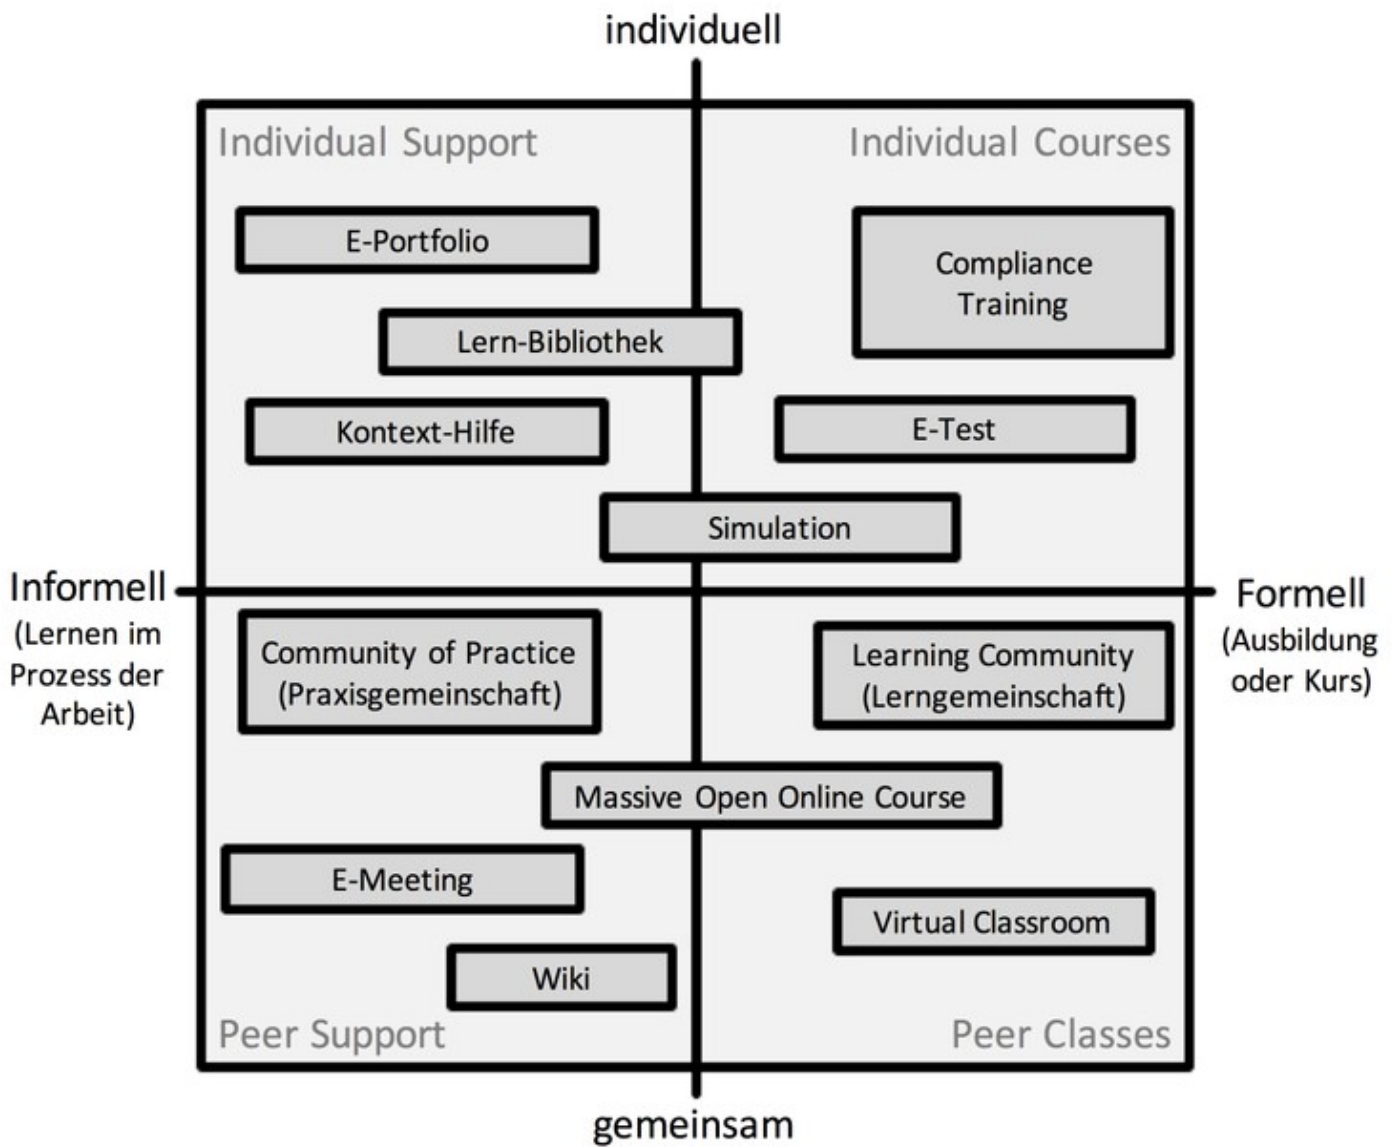 individuell
Individual Support
Individual Courses
E-Portfolio
Compliance
Training
Lern-Bibliothek
Kontext-Hilfe
E-Test
Simulation
Informell
(Lernen im
Prozess der
Arbeit)
Formell
(Ausbildung
oder Kurs)
Community of Practice
(Praxisgemeinschaft)
Learning Community
(Lerngemeinschaft)
Massive Open Online Course
E-Meeting
Virtual Classroom
Wiki
Peer Support
Peer Classes
gemeinsam